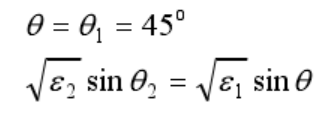 θ = θ₁ = 45°
√ε₂ sin θ₂ = √ε₁ sin θ